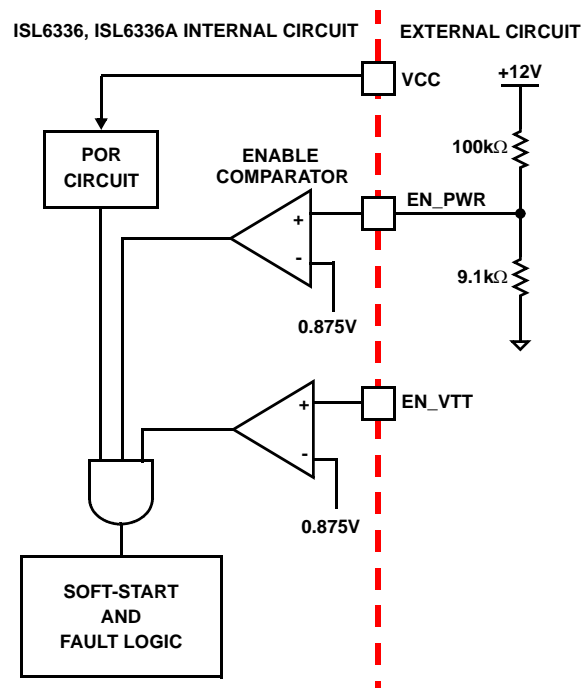 ISL6336, ISL6336A INTERNAL CIRCUIT
EXTERNAL CIRCUIT
VCC
+12V
POR
CIRCUIT
ENABLE
COMPARATOR
100kΩ
EN_PWR
+
-
9.1kΩ
0.875V
EN_VTT
+
-
0.875V
SOFT-START
AND
FAULT LOGIC